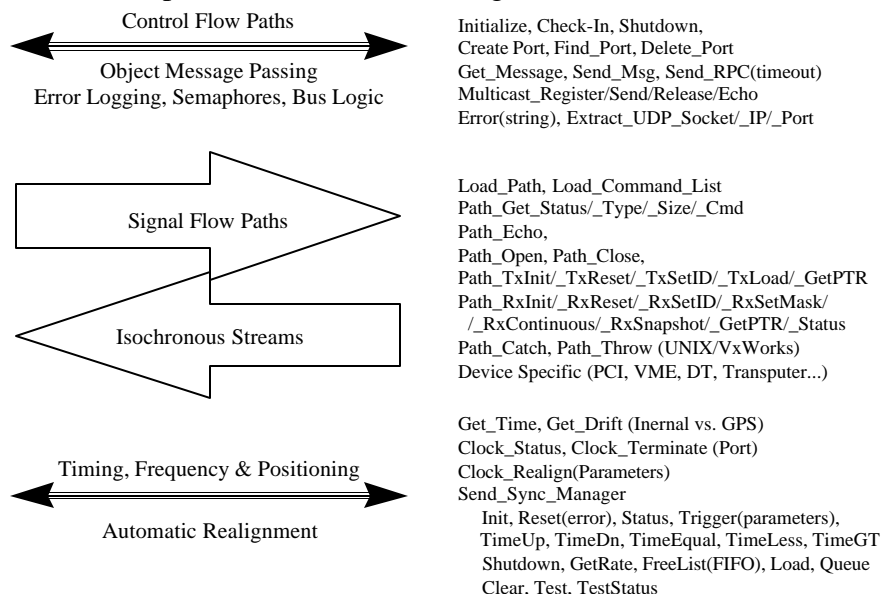 Control Flow Paths
Object Message Passing
Error Logging, Semaphores, Bus Logic
Initialize, Check-In, Shutdown,
Create Port, Find_Port, Delete_Port
Get_Message, Send_Msg, Send_RPC(timeout)
Multicast_Register/Send/Release/Echo
Error(string), Extract_UDP_Socket/_IP/_Port
Signal Flow Paths
Isochronous Streams
Load_Path, Load_Command_List
Path_Get_Status/_Type/_Size/_Cmd
Path_Echo,
Path_Open, Path_Close,
Path_TxInit/_TxReset/_TxSetID/_TxLoad/_GetPTR
Path_RxInit/_RxReset/_RxSetID/_RxSetMask/
/_RxContinuous/_RxSnapshot/_GetPTR/_Status
Path_Catch, Path_Throw (UNIX/VxWorks)
Device Specific (PCI, VME, DT, Transputer...)
Timing, Frequency & Positioning
Automatic Realignment
Get_Time, Get_Drift (Inernal vs. GPS)
Clock_Status, Clock_Terminate (Port)
Clock_Realign(Parameters)
Send_Sync_Manager
Init, Reset(error), Status, Trigger(parameters),
TimeUp, TimeDn, TimeEqual, TimeLess, TimeGT
Shutdown, GetRate, FreeList(FIFO), Load, Queue
Clear, Test, TestStatus